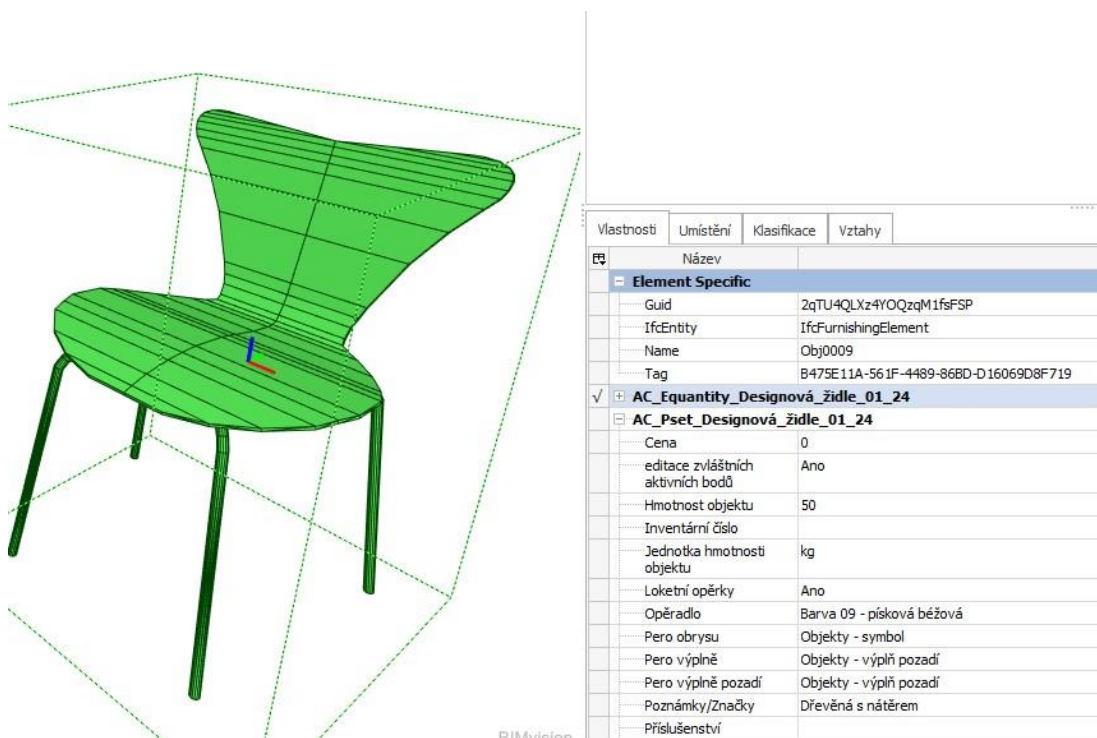 Vlastnosti Umístění Klasifikace Vztahy
Název
Element Specific
Guid 2qTU4QLXz4YOQzqM1fsFSP
IfcEntity IfcFurnishingElement
Name Obj0009
Tag B475E11A-561F-4489-86BD-D16069D8F719
√ AC_Equantity_Designová_židle_01_24
AC_Pset_Designová_židle_01_24
Cena 0
editace zvláštních Ano
aktivních bodů
Hmotnost objektu 50
Inventární číslo
Jednotka hmotnosti kg
objektu
Loketní opěrky Ano
Opěradlo Barva 09 - písková béžová
Pero obrysu Objekty - symbol
Pero výplně Objekty - výplň pozadí
Pero výplně pozadí Objekty - výplň pozadí
Poznámky/Značky Dřevěná s nátěrem
Příslušenství
BIMvision